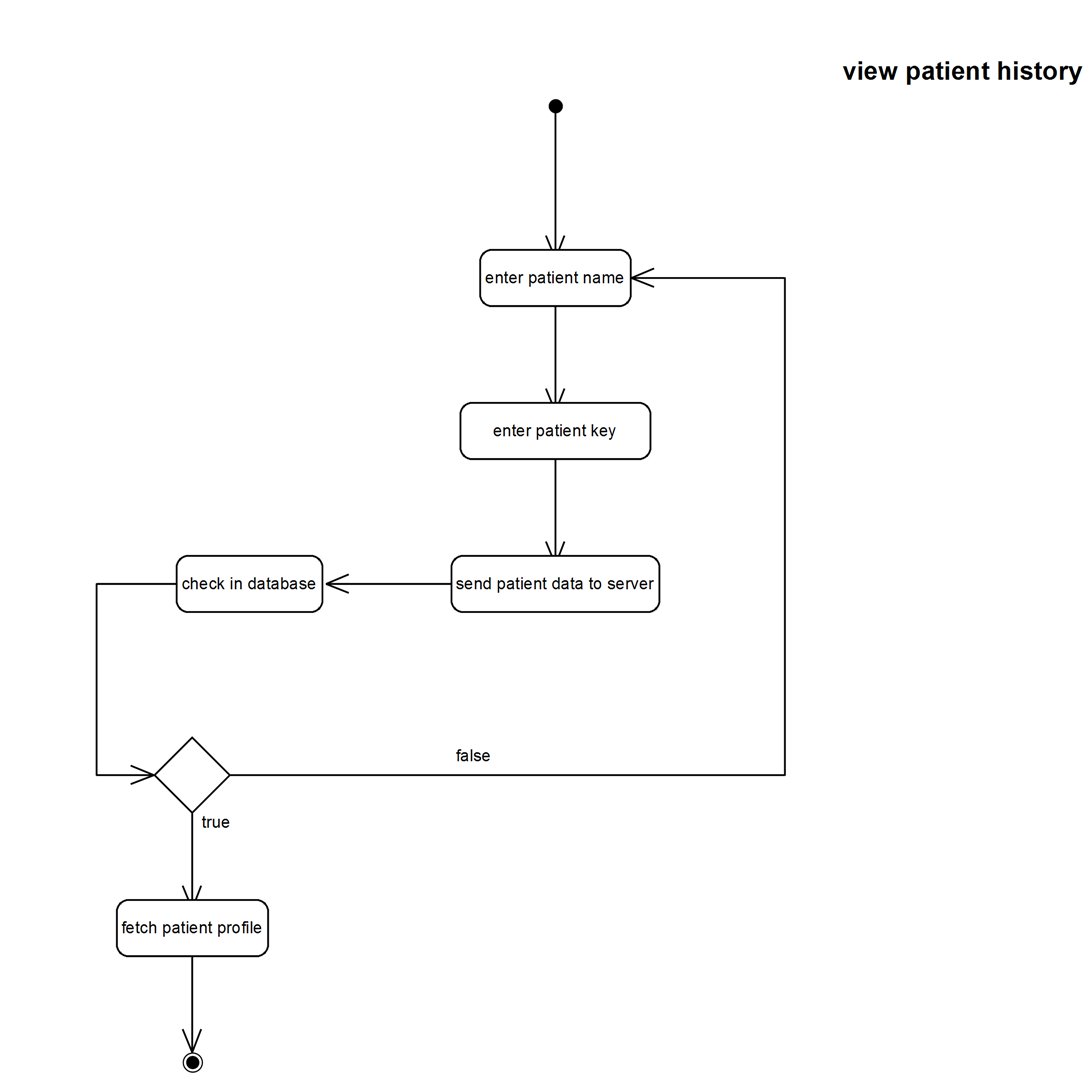 view patient history
enter patient name
enter patient key
check in database
send patient data to server
false
true
fetch patient profile